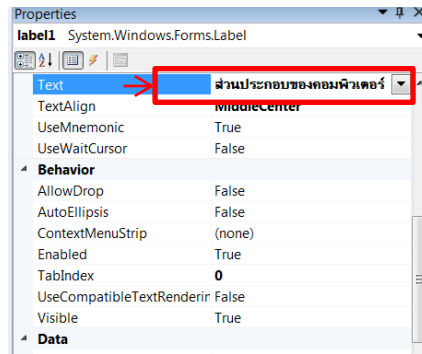 Properties
label1 System.Windows.Forms.Label
Text ส่วนประกอบของคอมพิวเตอร์
TextAlign MiddleCenter
UseMnemonic True
UseWaitCursor False
Behavior
AllowDrop False
AutoEllipsis False
ContextMenuStrip (none)
Enabled True
TabIndex 0
UseCompatibleTextRenderin False
Visible True
Data